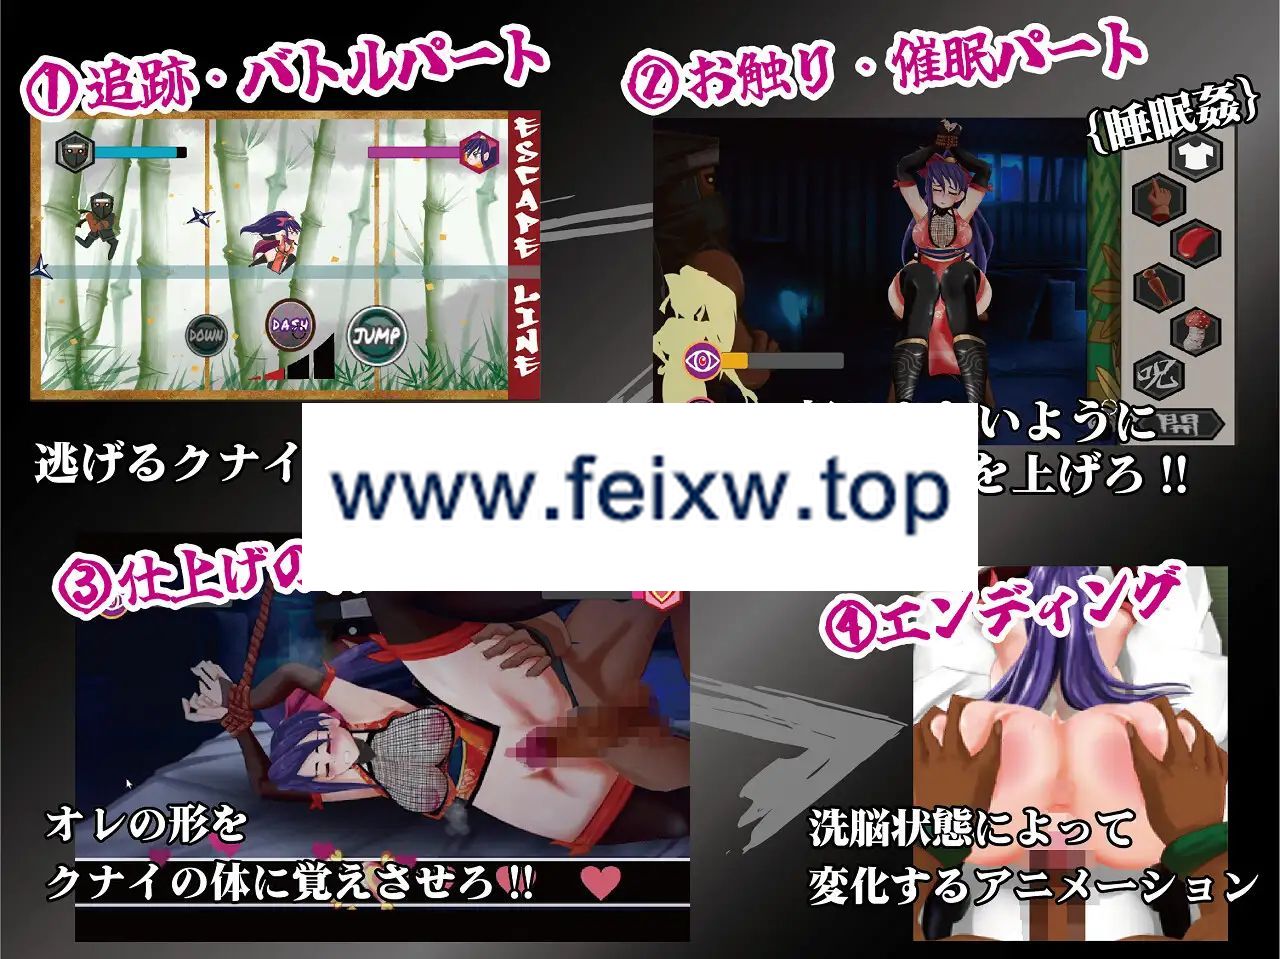 ①追跡・バトルパート
ESCAPE LINE
DOWN
DASH
JUMP
逃げるクナイ
②お触り・催眠パート
{睡眠姦}
呪
開
いように
を上げろ!!
www.feixw.top
③仕上げの
オレの形を
クナイの体に覚えさせろ!!
④エンディング
洗脳状態によって
変化するアニメーション